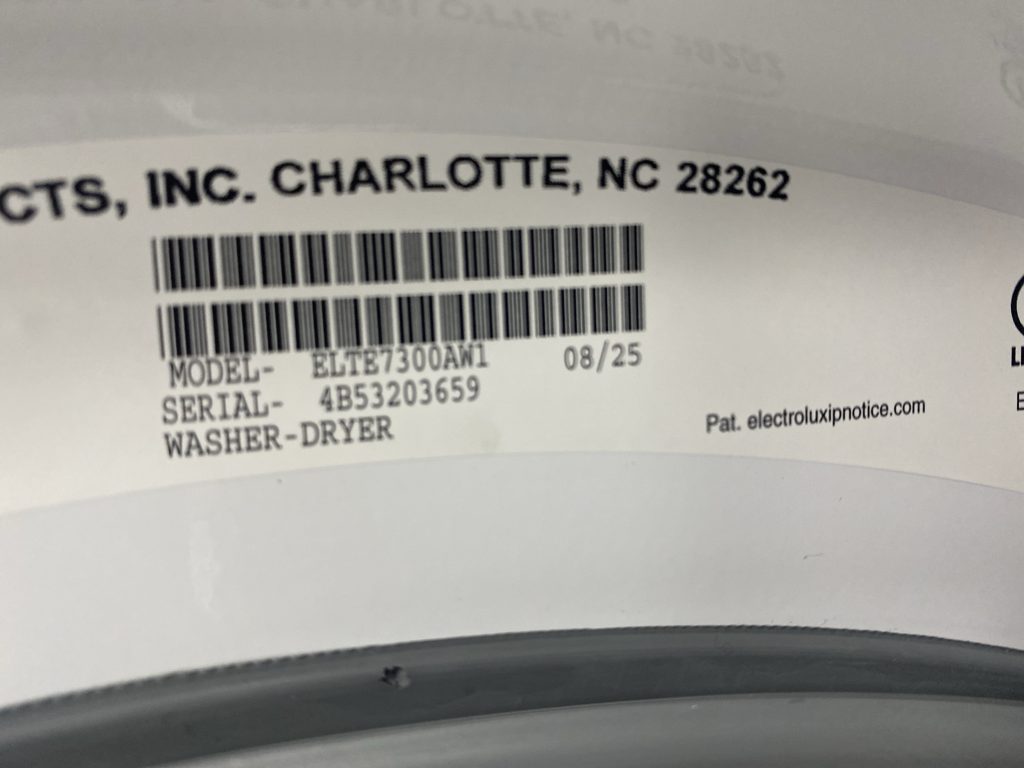 CTS, INC. CHARLOTTE, NC 28262
MODEL- ELTE7300AW1 08/25
SERIAL- 4B53203659
WASHER-DRYER
Pat. electroluxipnotice.com